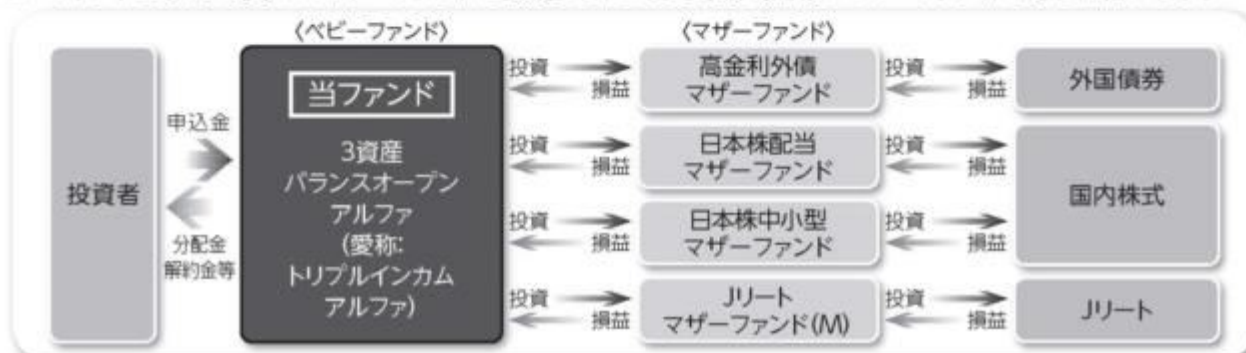 〈ベビーファンド〉
〈マザーファンド〉
投資者
申込金
分配金
解約金等
当ファンド
3資産
バランスオープン
アルファ
(愛称:
トリプルインカム
アルファ)
投資
損益
高金利外債
マザーファンド
投資
損益
外国債券
投資
損益
日本株配当
マザーファンド
投資
損益
国内株式
投資
損益
日本株中小型
マザーファンド
投資
損益
投資
損益
Jリート
マザーファンド(M)
投資
損益
Jリート